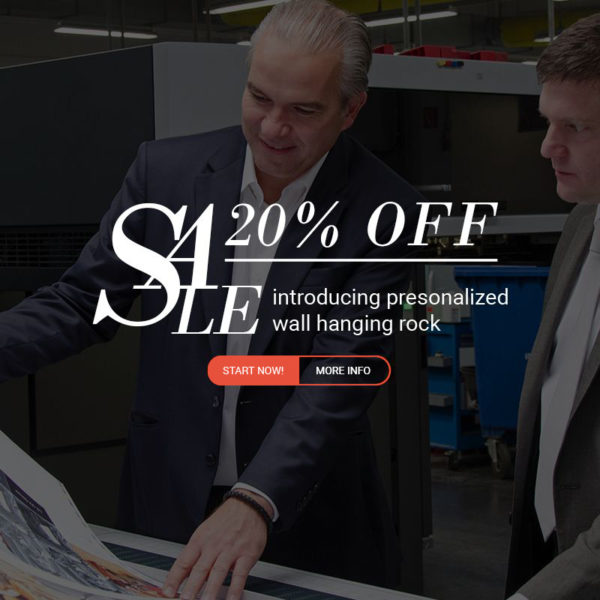 SALE
20% OFF
introducing presonalized
wall hanging rock
START NOW!
MORE INFO